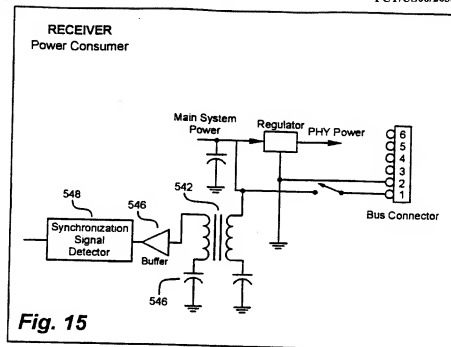 RECEIVER
Power Consumer
Main System
Power
Regulator
PHY Power
6
5
4
3
2
1
Bus Connector
548
546
542
Synchronization
Signal
Detector
Buffer
546
Fig. 15